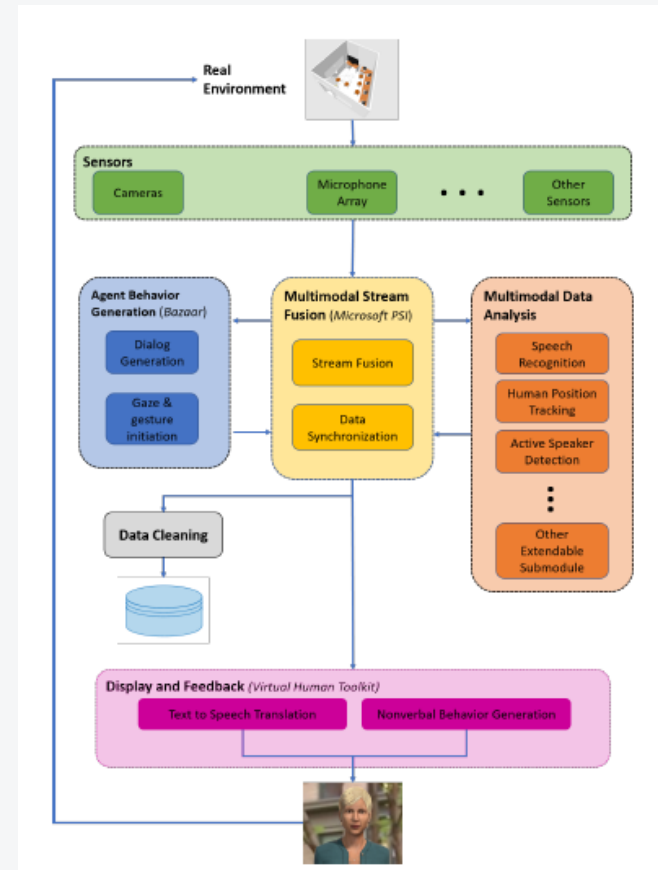 Real
Environment
Sensors
Cameras
Microphone
Array
Other
Sensors
Agent Behavior
Generation (Bazaar)
Dialog
Generation
Gaze &
gesture
initiation
Multimodal Stream
Fusion (Microsoft PSI)
Stream Fusion
Data
Synchronization
Multimodal Data
Analysis
Speech
Recognition
Human Position
Tracking
Active Speaker
Detection
Other
Extendable
Submodule
Data Cleaning
Display and Feedback (Virtual Human Toolkit)
Text to Speech Translation
Nonverbal Behavior Generation